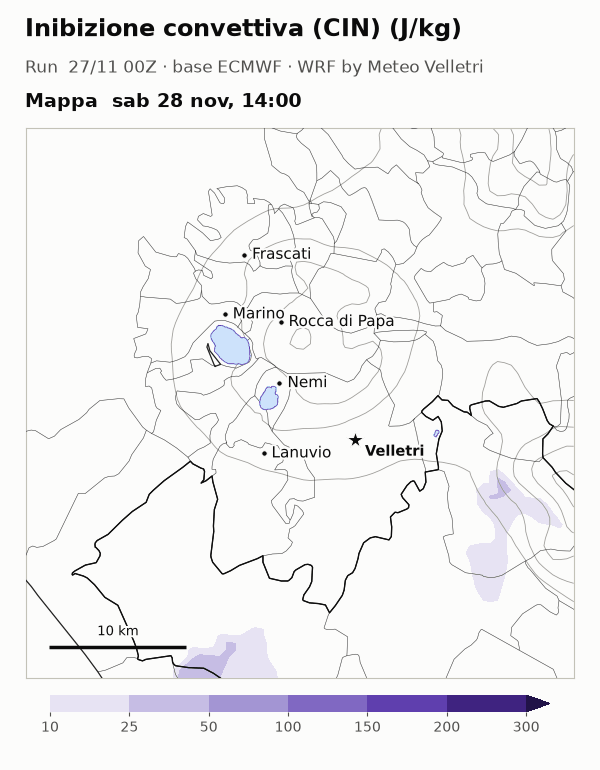 Inibizione convettiva (CIN) (J/kg)
Run  27/11 00Z · base ECMWF · WRF by Meteo Velletri
Mappa  sab 28 nov, 14:00
Frascati
Marino
Rocca di Papa
Nemi
Velletri
Lanuvio
10 km
10 25 50 100 150 200 300